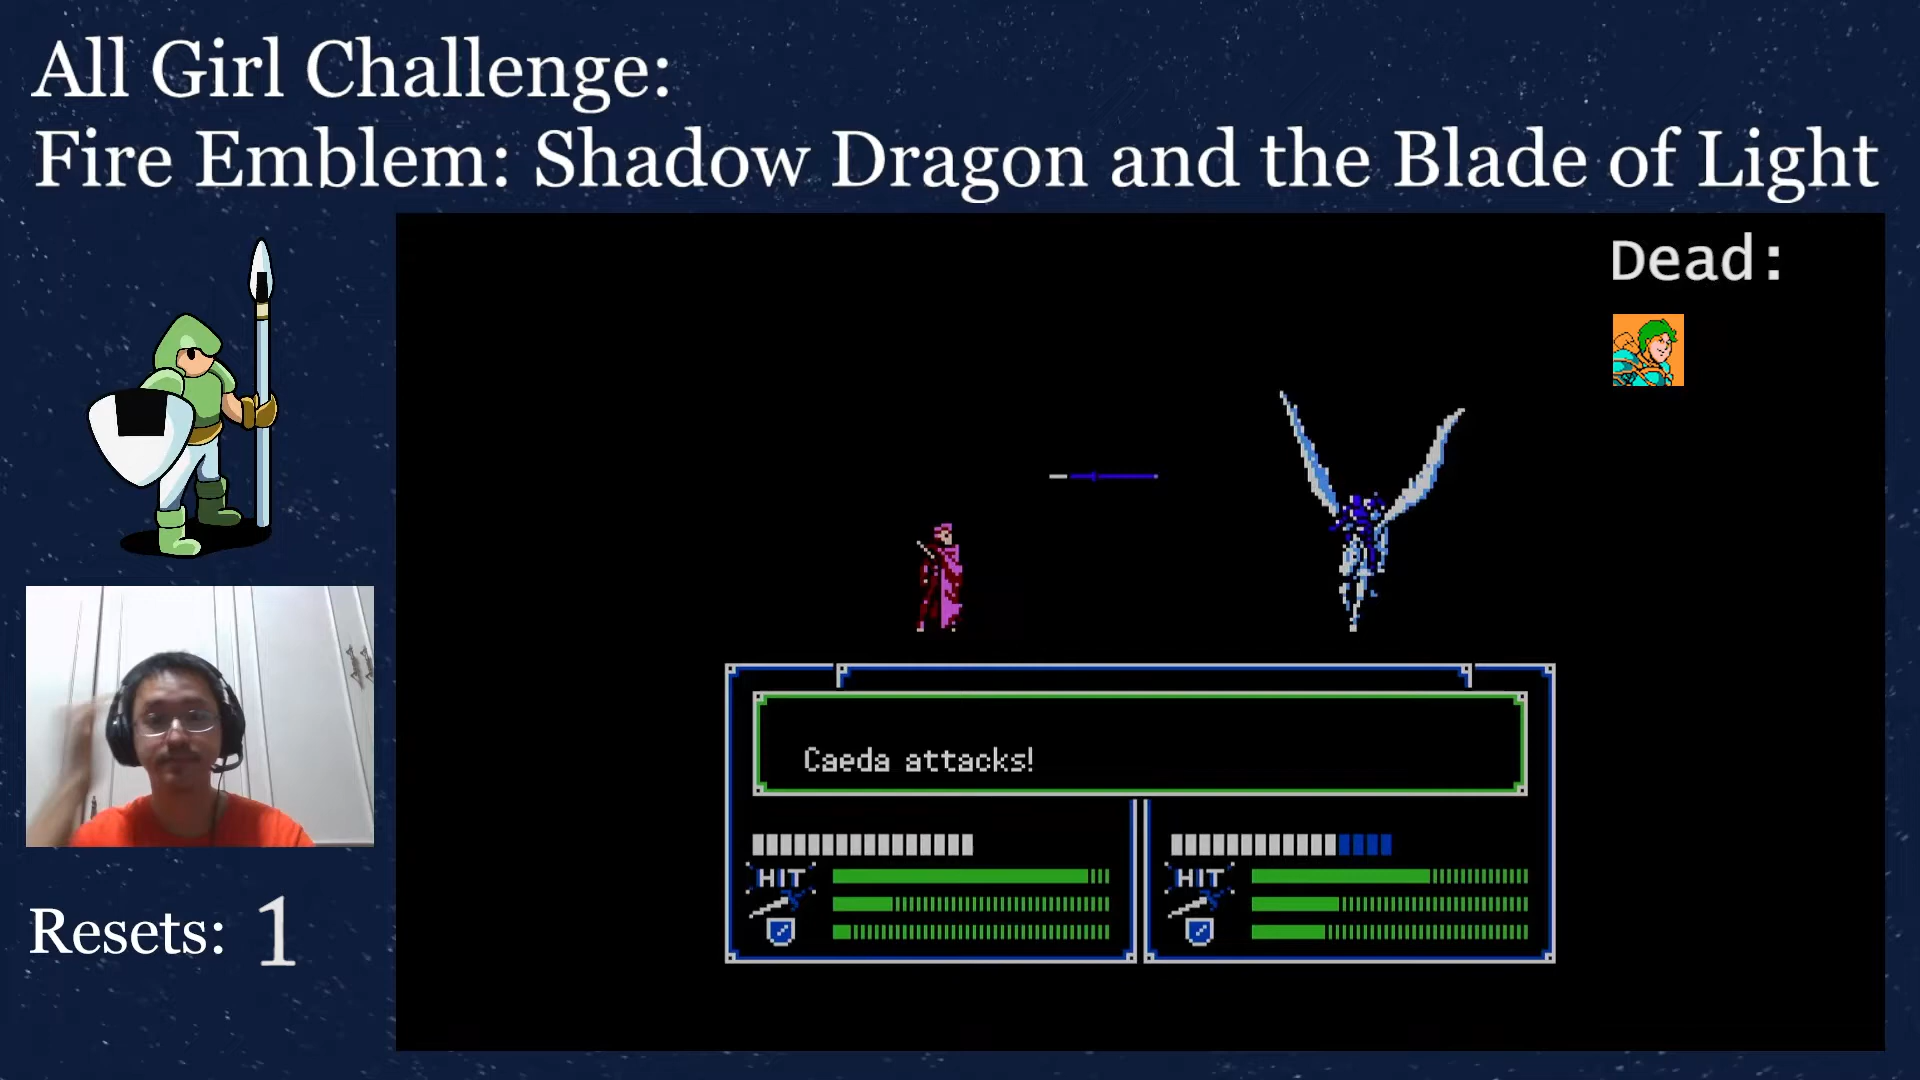 All Girl Challenge:
Fire Emblem: Shadow Dragon and the Blade of Light
Dead:
Caeda attacks!
HIT
HIT
Resets: 1